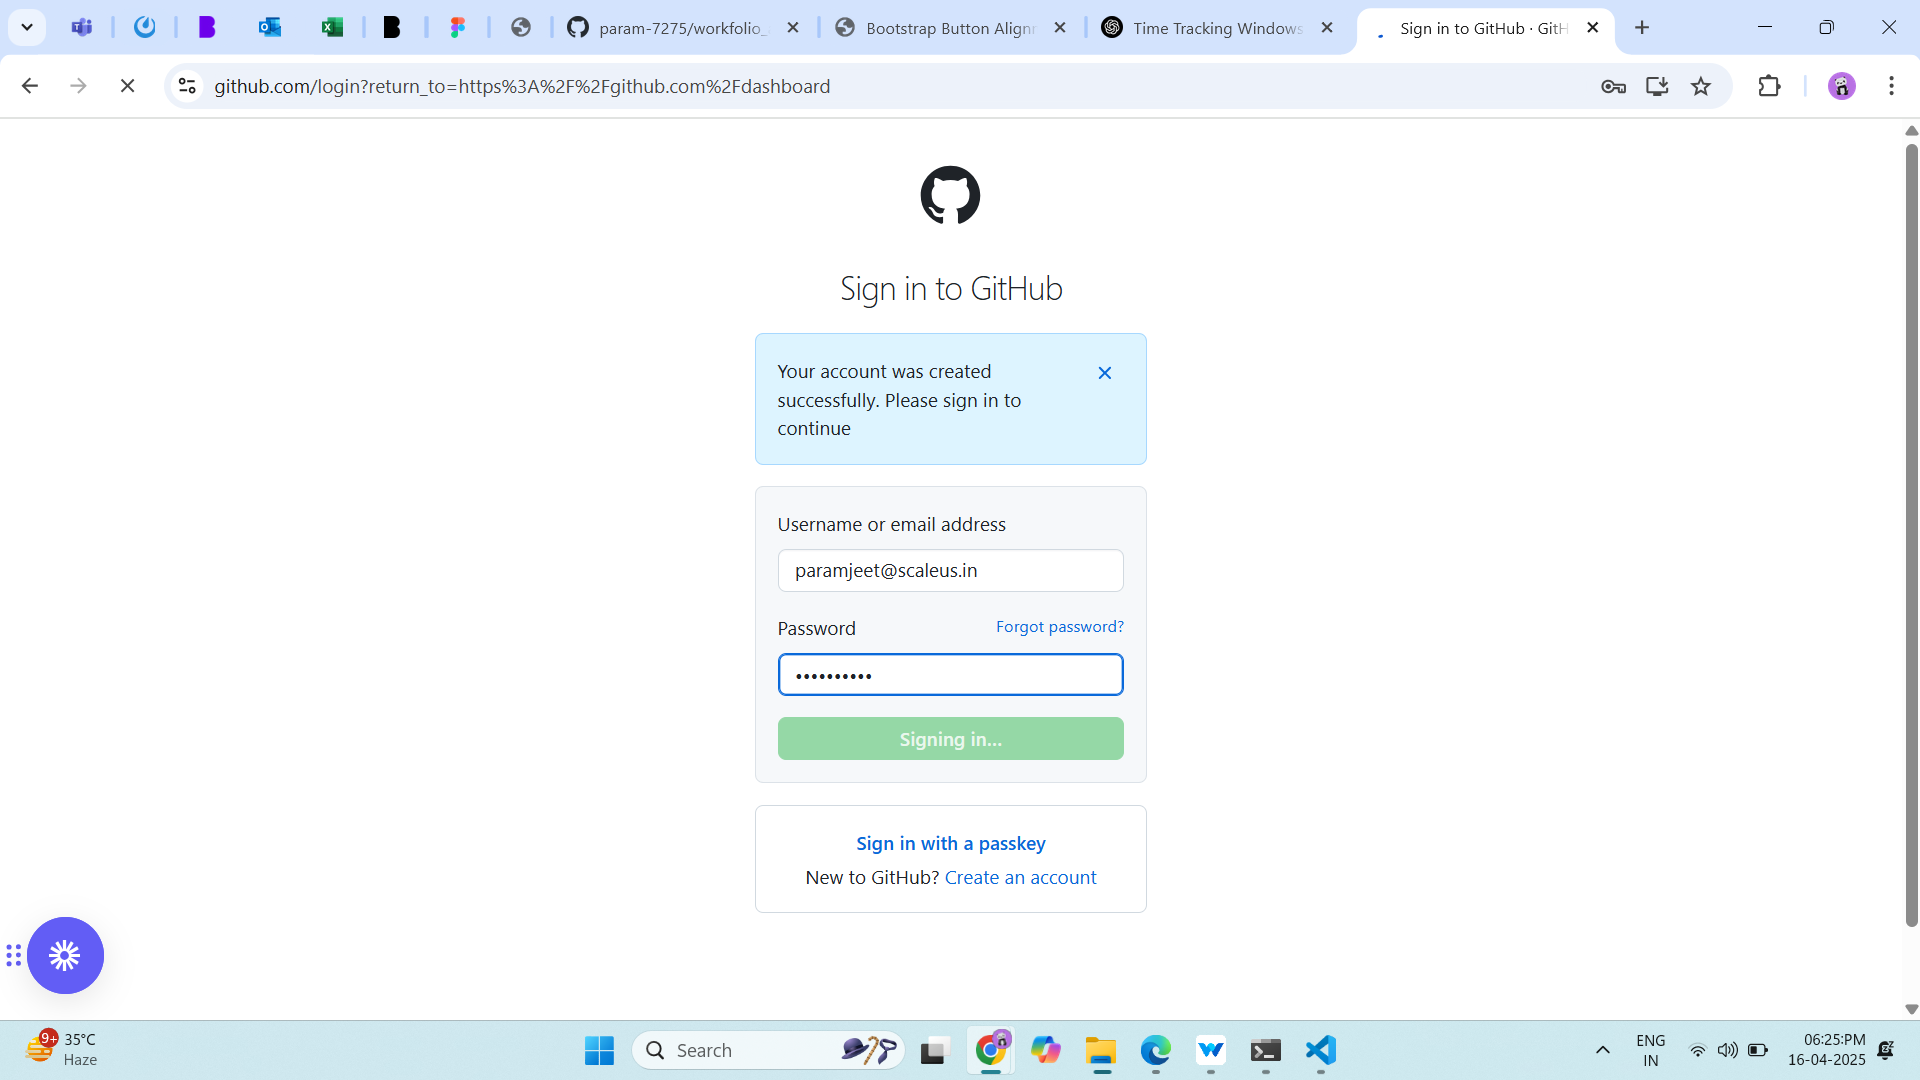 param-7275/workfolio_
Bootstrap Button Alignm
Time Tracking Windows
Sign in to GitHub · GitH
github.com/login?return_to=https%3A%2F%2Fgithub.com%2Fdashboard
Sign in to GitHub
Your account was created
successfully. Please sign in to
continue
Username or email address
paramjeet@scaleus.in
Password
Forgot password?
Signing in...
Sign in with a passkey
New to GitHub? Create an account
9+
35°C
Haze
Search
ENG
IN
06:25:PM
16-04-2025